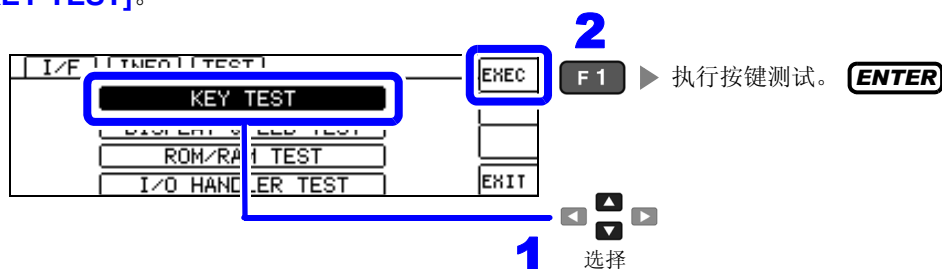 KEY TEST]。
2
I/F INFO TEST
EXEC
F1 执行按键测试。 ENTER
KEY TEST
ROM/RAM TEST
I/O HANDLER TEST
EXIT
1
选择